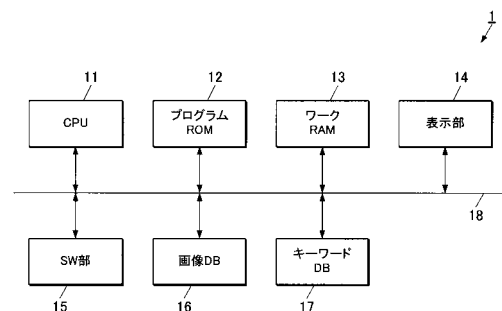 1
11
12
13
14
CPU
プログラム
ROM
ワーク
RAM
表示部
18
SW部
画像DB
キーワード
DB
15
16
17